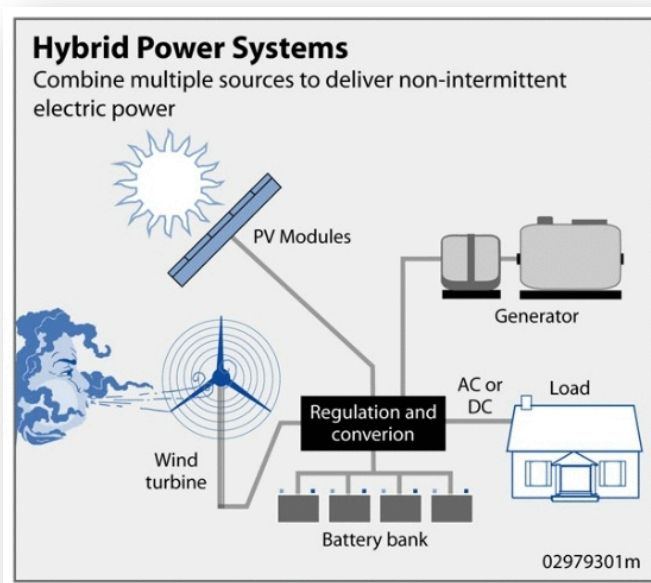 Hybrid Power Systems
Combine multiple sources to deliver non-intermittent
electric power
PV Modules
Generator
AC or
DC
Load
Regulation and
converion
Wind
turbine
Battery bank
02979301m